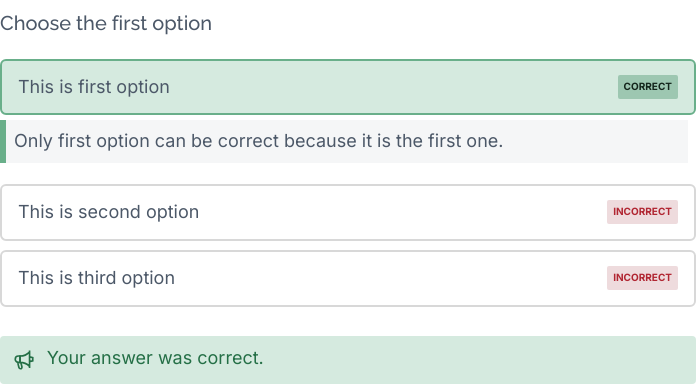 Choose the first option
This is first option
CORRECT
Only first option can be correct because it is the first one.
This is second option
INCORRECT
This is third option
INCORRECT
Your answer was correct.